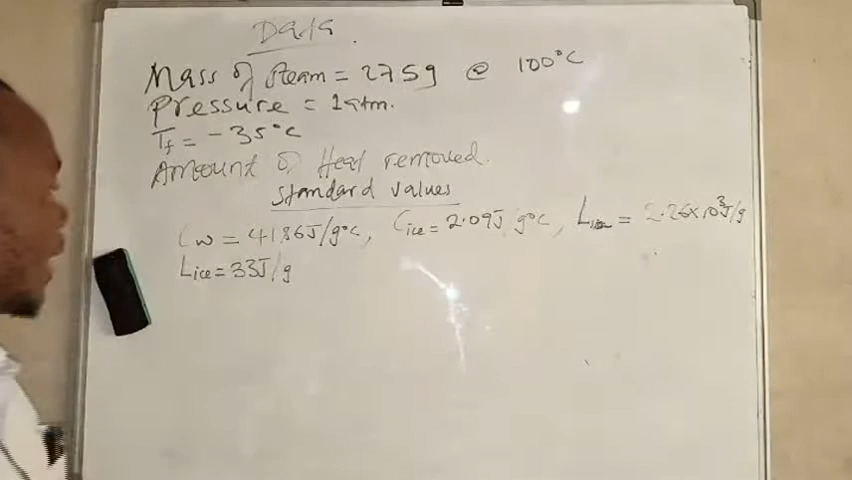 Data.
Mass of steam = 275g @ 100°C
Pressure = 1atm.
Tf = -35°C
Amount of Heat removed.
standard values
Cw = 4.186J/g°C, Cice = 2.09J g°C, L = 2.26x10³J/g
Lice = 33J/g